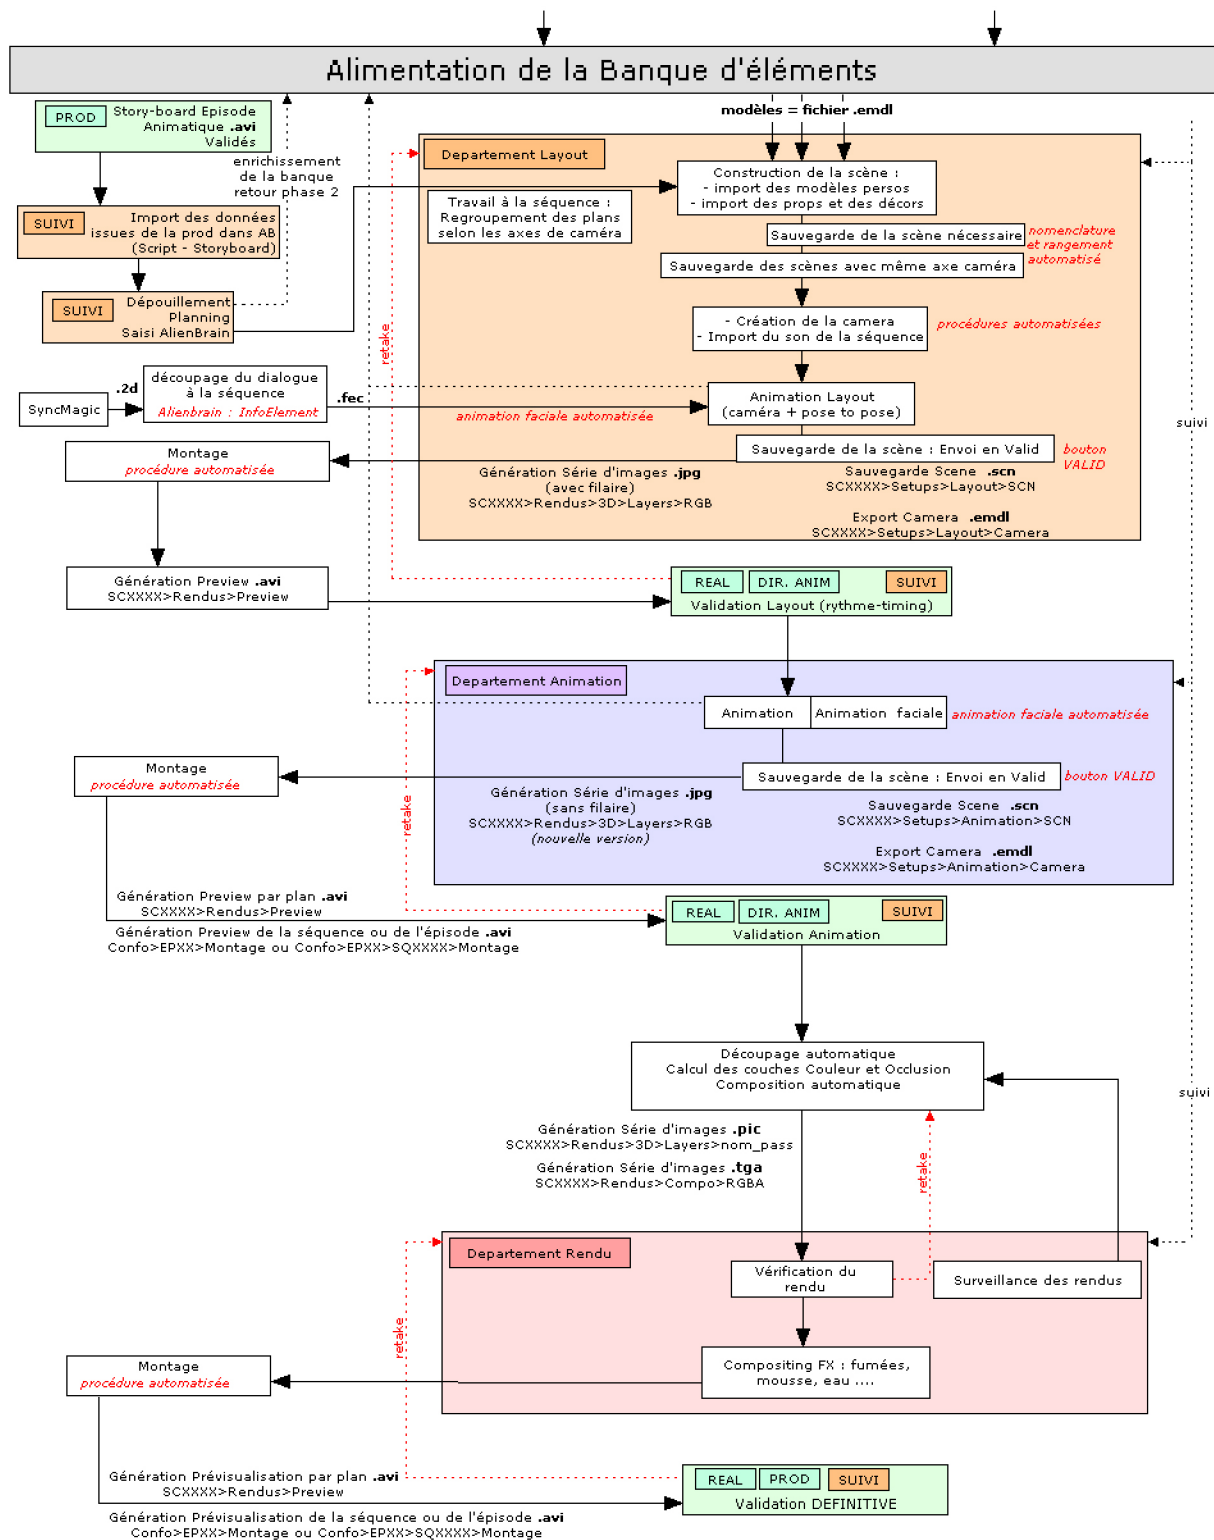 Alimentation de la Banque d'éléments
PROD
Story-board Episode
Animatique .avi
Validés
enrichissement
de la banque
retour phase 2
modèles = fichier .emdl
SUIVI
Import des données
issues de la prod dans AB
(Script - Storyboard)
SUIVI
Dépouillement
Planning
Saisi AlienBrain
Departement Layout
Travail à la séquence :
Regroupement des plans
selon les axes de caméra
Construction de la scène :
- import des modèles persos
- import des props et des décors
Sauvegarde de la scène nécessaire
nomenclature
et rangement
automatisé
Sauvegarde des scènes avec même axe caméra
- Création de la camera
- Import du son de la séquence
procédures automatisées
retake
SyncMagic
.2d
découpage du dialogue
à la séquence
Alienbrain : InfoElement
.fec
animation faciale automatisée
Animation Layout
(caméra + pose to pose)
suivi
Montage
procédure automatisée
Sauvegarde de la scène : Envoi en Valid
bouton
VALID
Génération Série d'images .jpg
(avec filaire)
SCXXXX>Rendus>3D>Layers>RGB
Sauvegarde Scene .scn
SCXXXX>Setups>Layout>SCN
Export Camera .emdl
SCXXXX>Setups>Layout>Camera
Génération Preview .avi
SCXXXX>Rendus>Preview
REAL
DIR. ANIM
SUIVI
Validation Layout (rythme-timing)
Departement Animation
Animation
Animation faciale
animation faciale automatisée
Montage
procédure automatisée
Sauvegarde de la scène : Envoi en Valid
bouton VALID
Génération Série d'images .jpg
(sans filaire)
SCXXXX>Rendus>3D>Layers>RGB
(nouvelle version)
Sauvegarde Scene .scn
SCXXXX>Setups>Animation>SCN
Export Camera .emdl
SCXXXX>Setups>Animation>Camera
retake
Génération Preview par plan .avi
SCXXXX>Rendus>Preview
Génération Preview de la séquence ou de l'épisode .avi
Confo>EPXX>Montage ou Confo>EPXX>SQXXXX>Montage
REAL
DIR. ANIM
SUIVI
Validation Animation
Découpage automatique
Calcul des couches Couleur et Occlusion
Composition automatique
suivi
Génération Série d'images .pic
SCXXXX>Rendus>3D>Layers>nom_pass
Génération Série d'images .tga
SCXXXX>Rendus>Compo>RGBA
retake
Departement Rendu
Vérification du
rendu
Surveillance des rendus
retake
Montage
procédure automatisée
Compositing FX : fumées,
mousse, eau ....
Génération Prévisualisation par plan .avi
SCXXXX>Rendus>Preview
Génération Prévisualisation de la séquence ou de l'épisode .avi
Confo>EPXX>Montage ou Confo>EPXX>SQXXXX>Montage
REAL
PROD
SUIVI
Validation DEFINITIVE